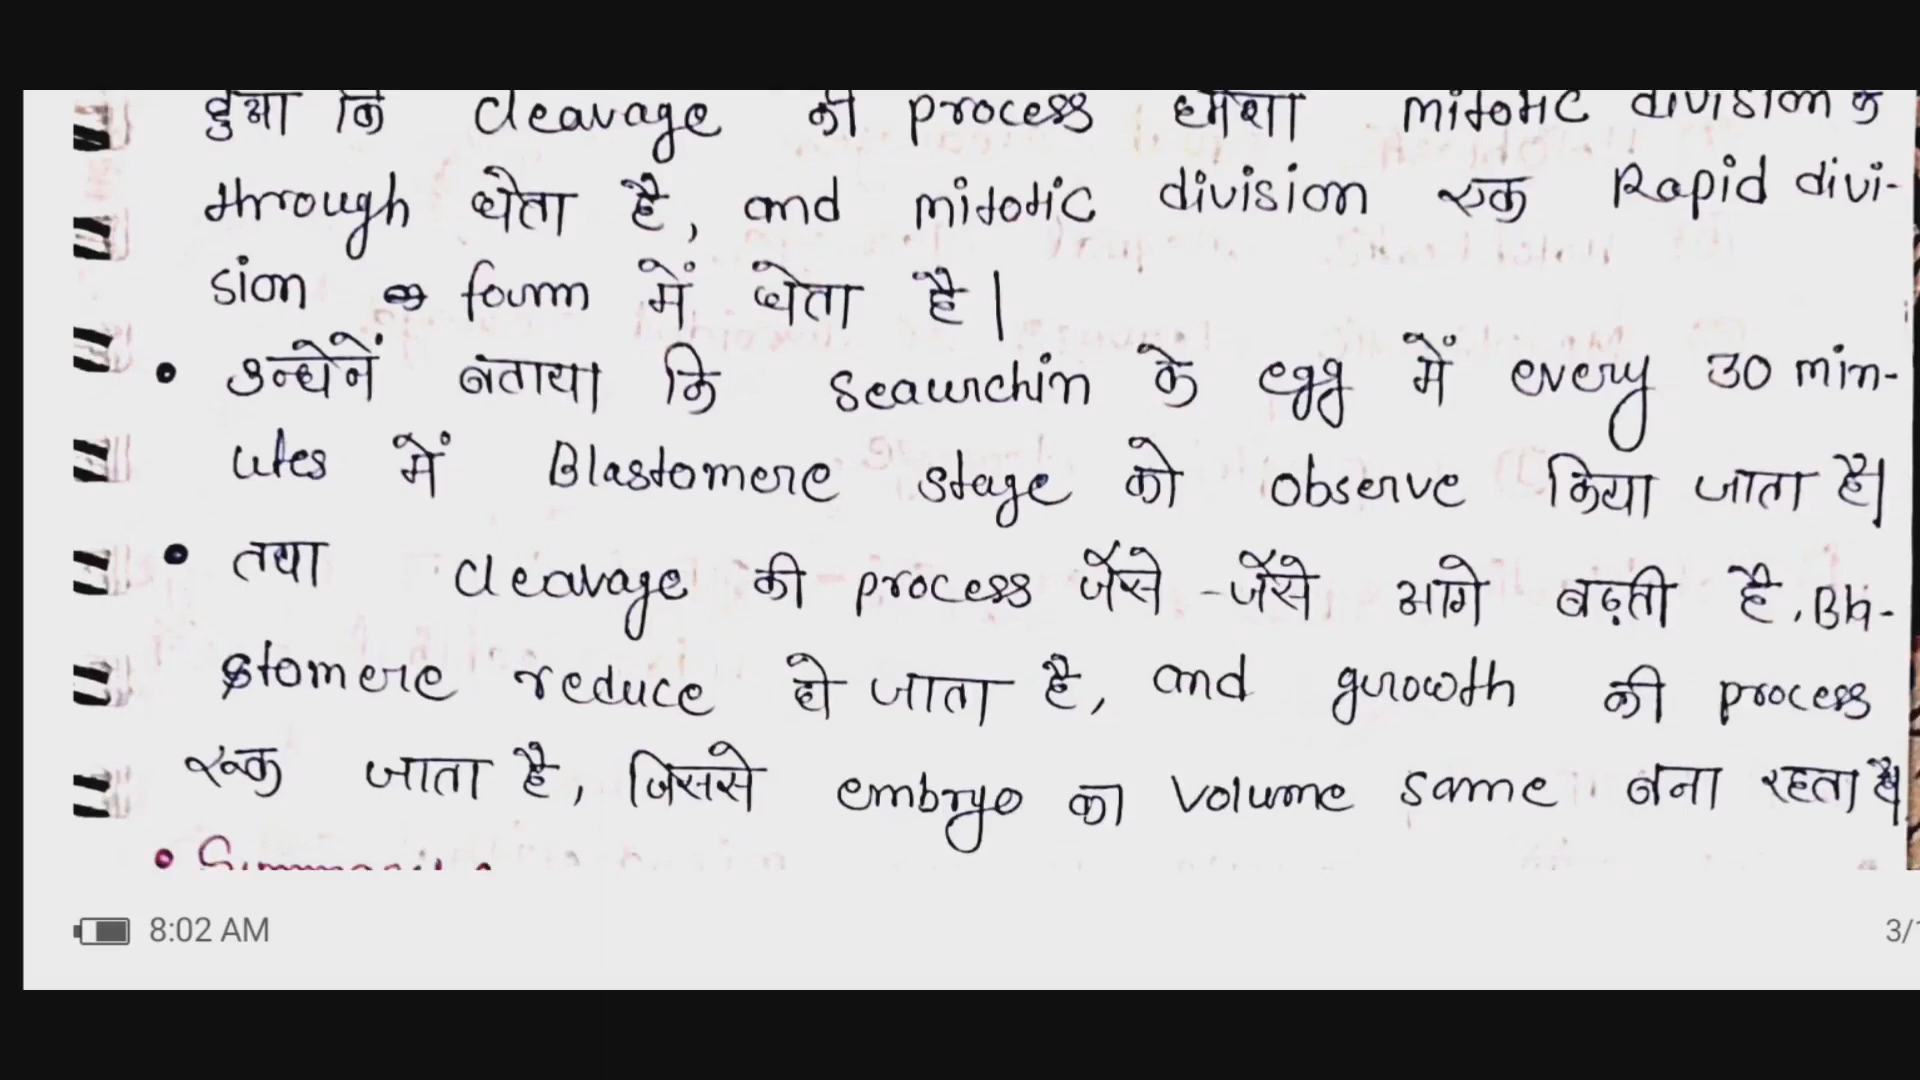 हुआ कि cleavage की process हमेशा mitotic division के
through होता है, and mitotic division एक Rapid divi-
sion form में होता है|
• उन्होनें बताया कि seaurchin के egg में every 30 min-
utes में Blastomere stage को observe किया जाता है|
• तथा cleavage की process जैसे-जैसे आगे बढ़ती है, Bla-
stomere reduce हो जाता है, and growth की process
रूक जाता है, जिससे embryo का volume same बना रहता है|
8:02 AM